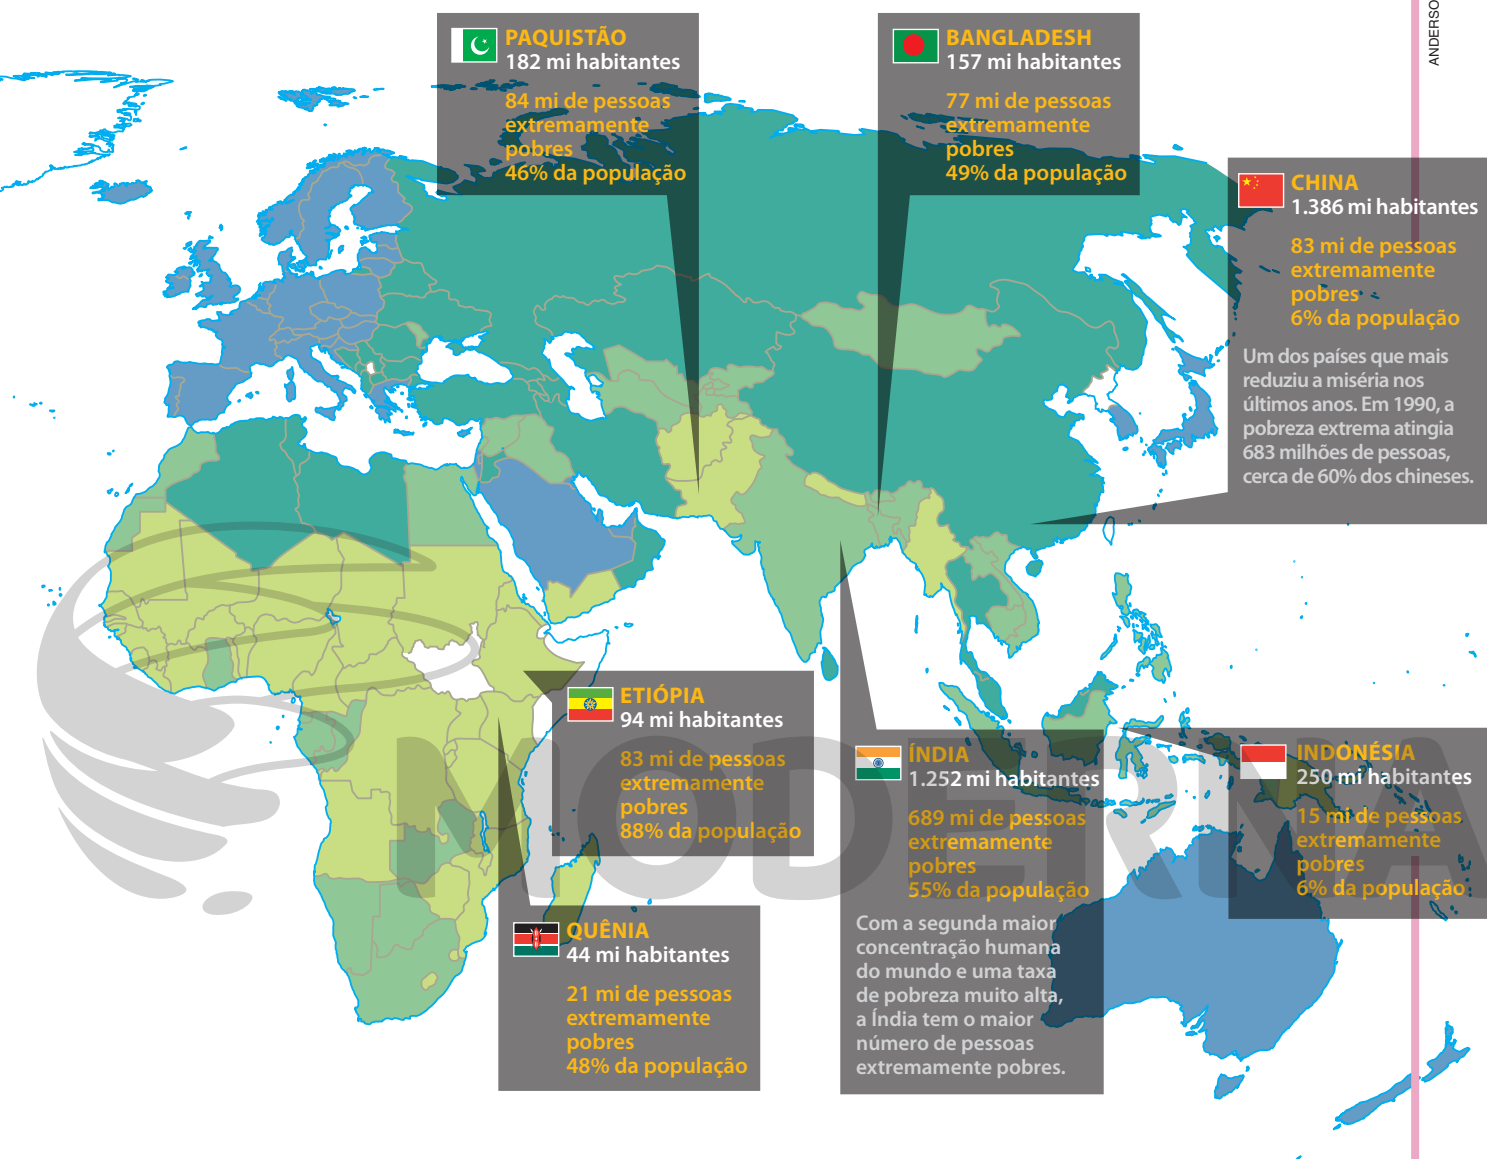 ANDERSO
PAQUISTÃO
182 mi habitantes
84 mi de pessoas
extremamente
pobres
46% da população
BANGLADESH
157 mi habitantes
77 mi de pessoas
extremamente
pobres
49% da população
CHINA
1.386 mi habitantes
83 mi de pessoas
extremamente
pobres
6% da população
Um dos países que mais
reduziu a miséria nos
últimos anos. Em 1990, a
pobreza extrema atingia
683 milhões de pessoas,
cerca de 60% dos chineses.
ETIÓPIA
94 mi habitantes
83 mi de pessoas
extremamente
pobres
88% da população
ÍNDIA
1.252 mi habitantes
689 mi de pessoas
extremamente
pobres
55% da população
Com a segunda maior
concentração humana
do mundo e uma taxa
de pobreza muito alta,
a Índia tem o maior
número de pessoas
extremamente pobres.
INDONÉSIA
250 mi habitantes
15 mi de pessoas
extremamente
pobres
6% da população
QUÊNIA
44 mi habitantes
21 mi de pessoas
extremamente
pobres
48% da população
MODERNA